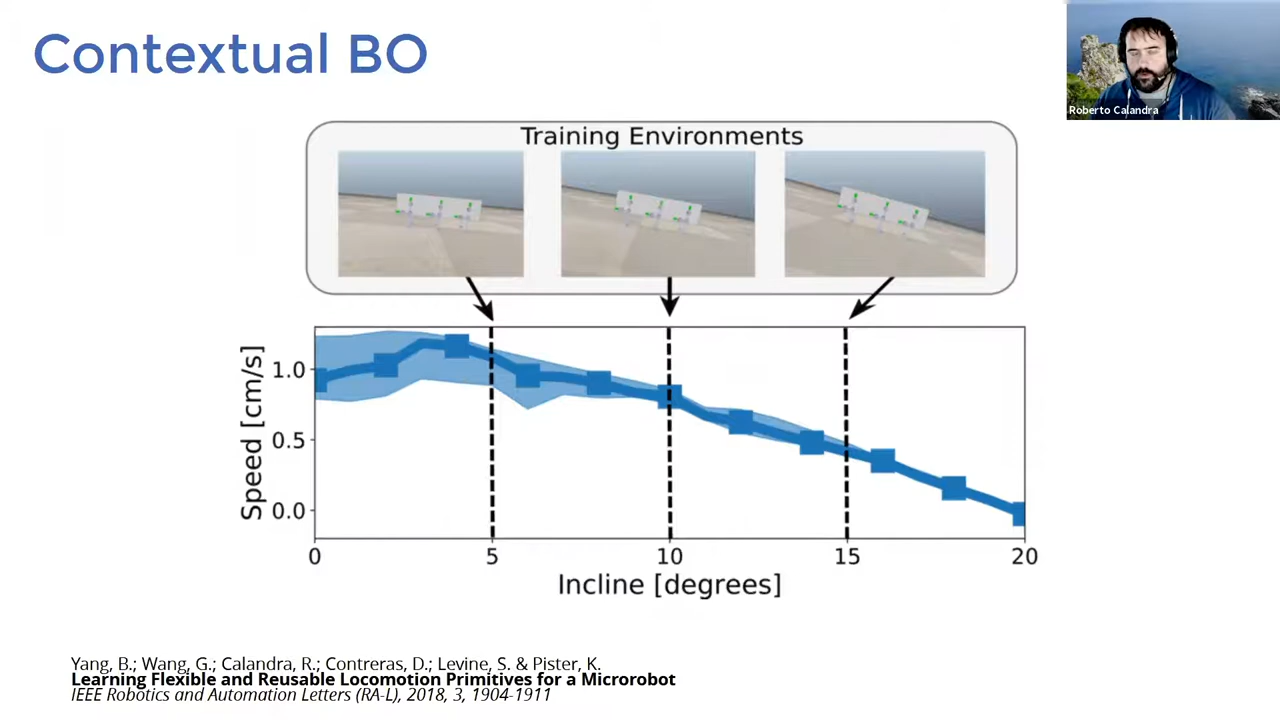 Contextual BO
Roberto Calandra
Training Environments
Speed [cm/s]
1.0
0.5
0.0
0 5 10 15 20
Incline [degrees]
Yang, B.; Wang, G.; Calandra, R.; Contreras, D.; Levine, S. & Pister, K.
Learning Flexible and Reusable Locomotion Primitives for a Microrobot
IEEE Robotics and Automation Letters (RA-L), 2018, 3, 1904-1911